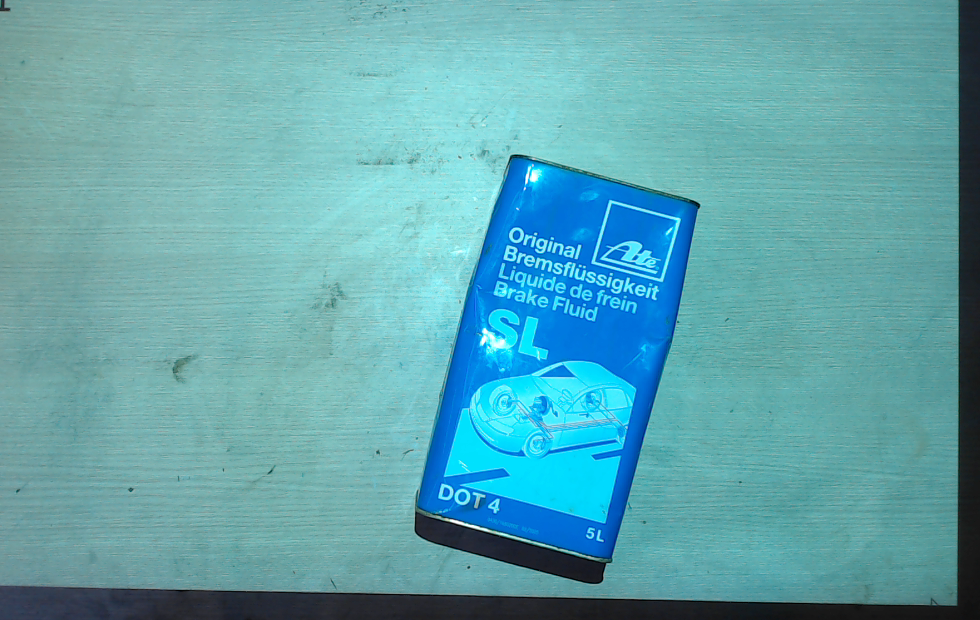 Ate
Original
Bremsflüssigkeit
Liquide de frein
Brake Fluid
SL
DOT 4
5L